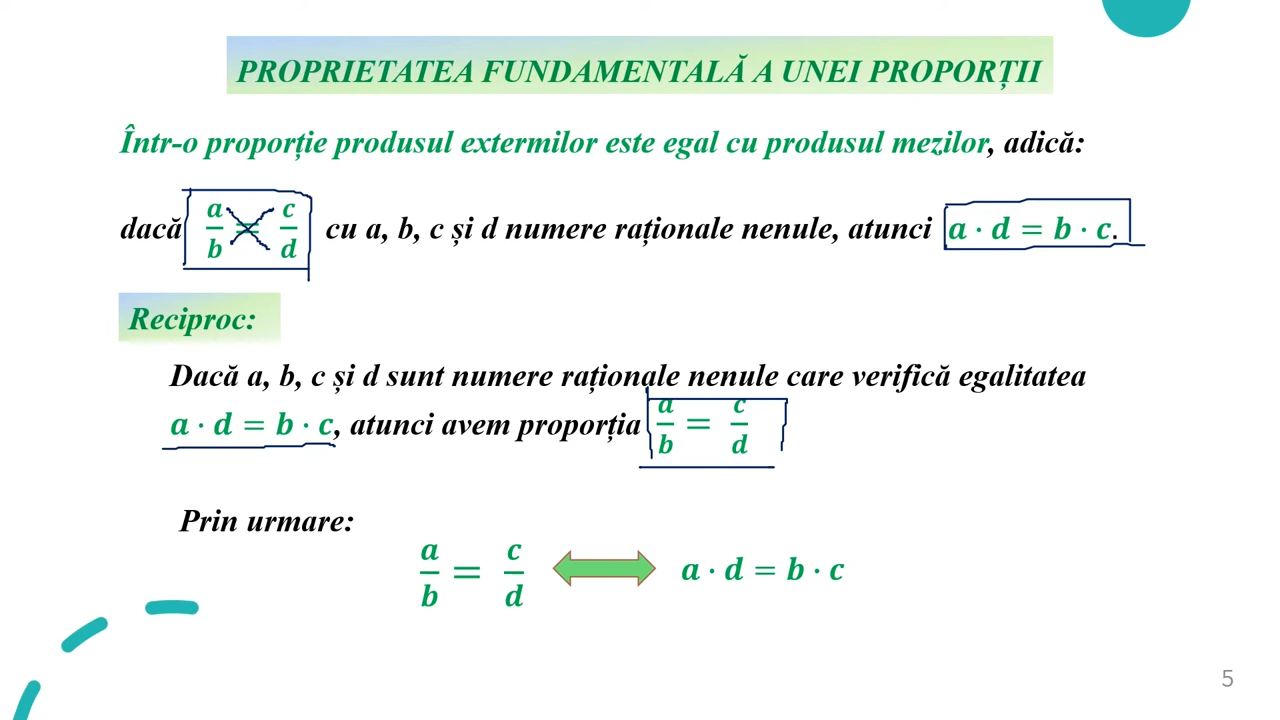 PROPRIETATEA FUNDAMENTALĂ A UNEI PROPORȚII
Într-o proporție produsul extermilor este egal cu produsul mezilor, adică:
dacă a/b = c/d cu a, b, c și d numere raționale nenule, atunci a · d = b · c.
Reciproc:
Dacă a, b, c și d sunt numere raționale nenule care verifică egalitatea
a · d = b · c, atunci avem proporția a/b = c/d
Prin urmare:
a/b = c/d a · d = b · c
5